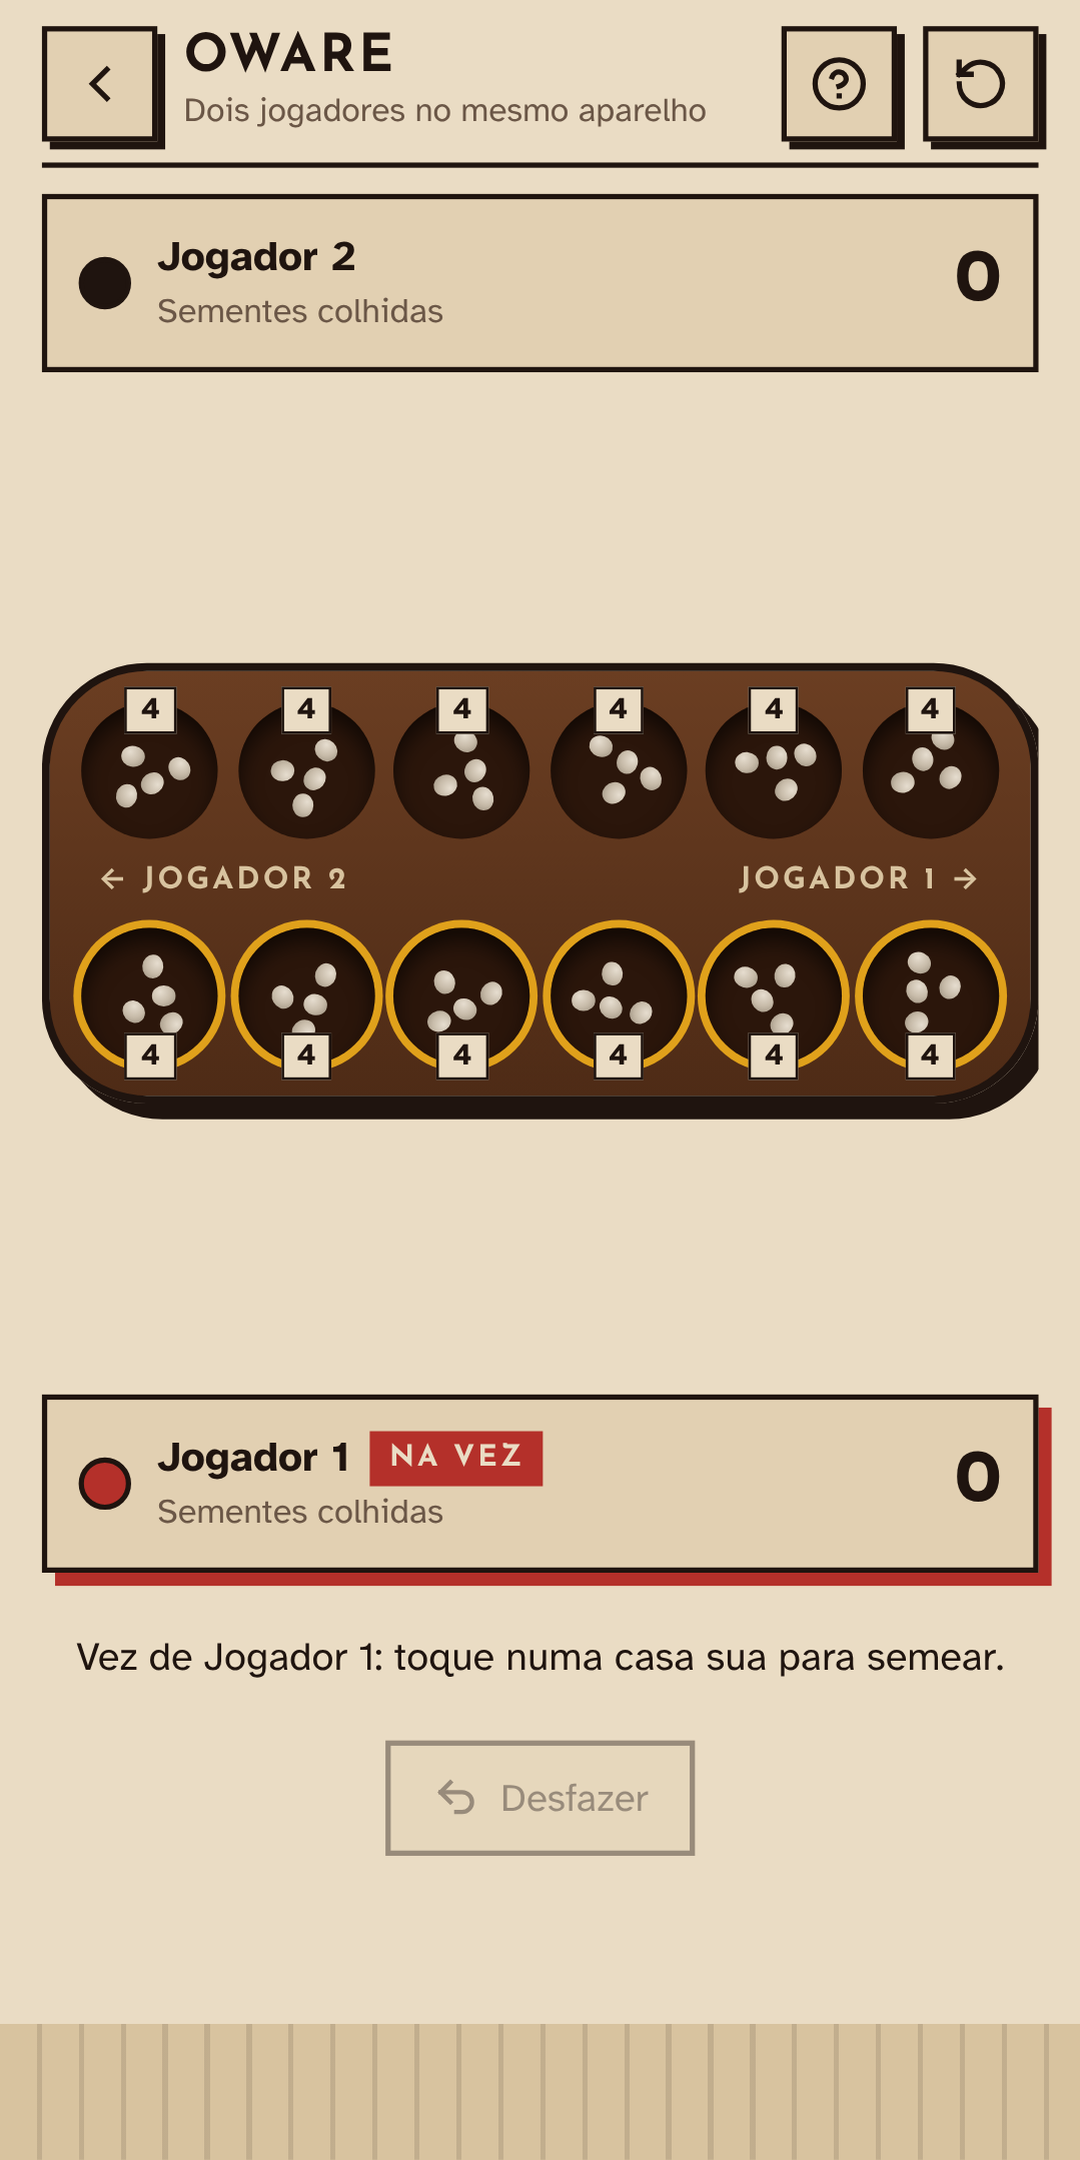 OWARE
Dois jogadores no mesmo aparelho
Jogador 2
Sementes colhidas
0
4 4 4 4 4 4
← JOGADOR 2 JOGADOR 1 →
4 4 4 4 4 4
Jogador 1 NA VEZ
Sementes colhidas
0
Vez de Jogador 1: toque numa casa sua para semear.
Desfazer